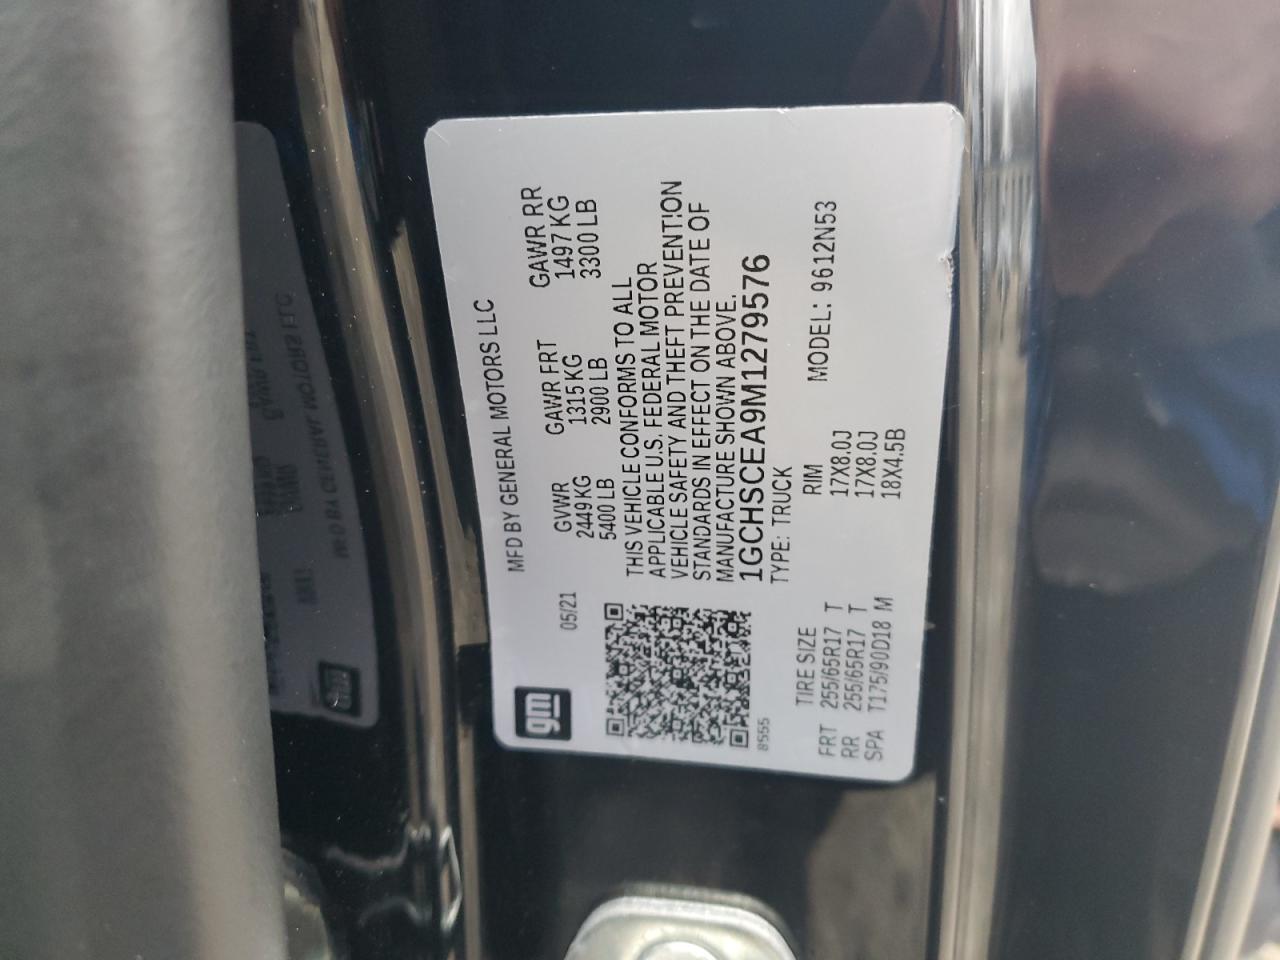 gm
MFD BY GENERAL MOTORS LLC
05/21
GVWR GAWR FRT GAWR RR
2449 KG 1315 KG 1497 KG
5400 LB 2900 LB 3300 LB
THIS VEHICLE CONFORMS TO ALL
APPLICABLE U.S. FEDERAL MOTOR
VEHICLE SAFETY AND THEFT PREVENTION
STANDARDS IN EFFECT ON THE DATE OF
MANUFACTURE SHOWN ABOVE.
1GCHSCEA9M1279576
8555
TYPE: TRUCK
TIRE SIZE RIM MODEL: 9612N53
FRT 255/65R17 T 17X8.0J
RR 255/65R17 T 17X8.0J
SPA T175/90D18 M 18X4.5B